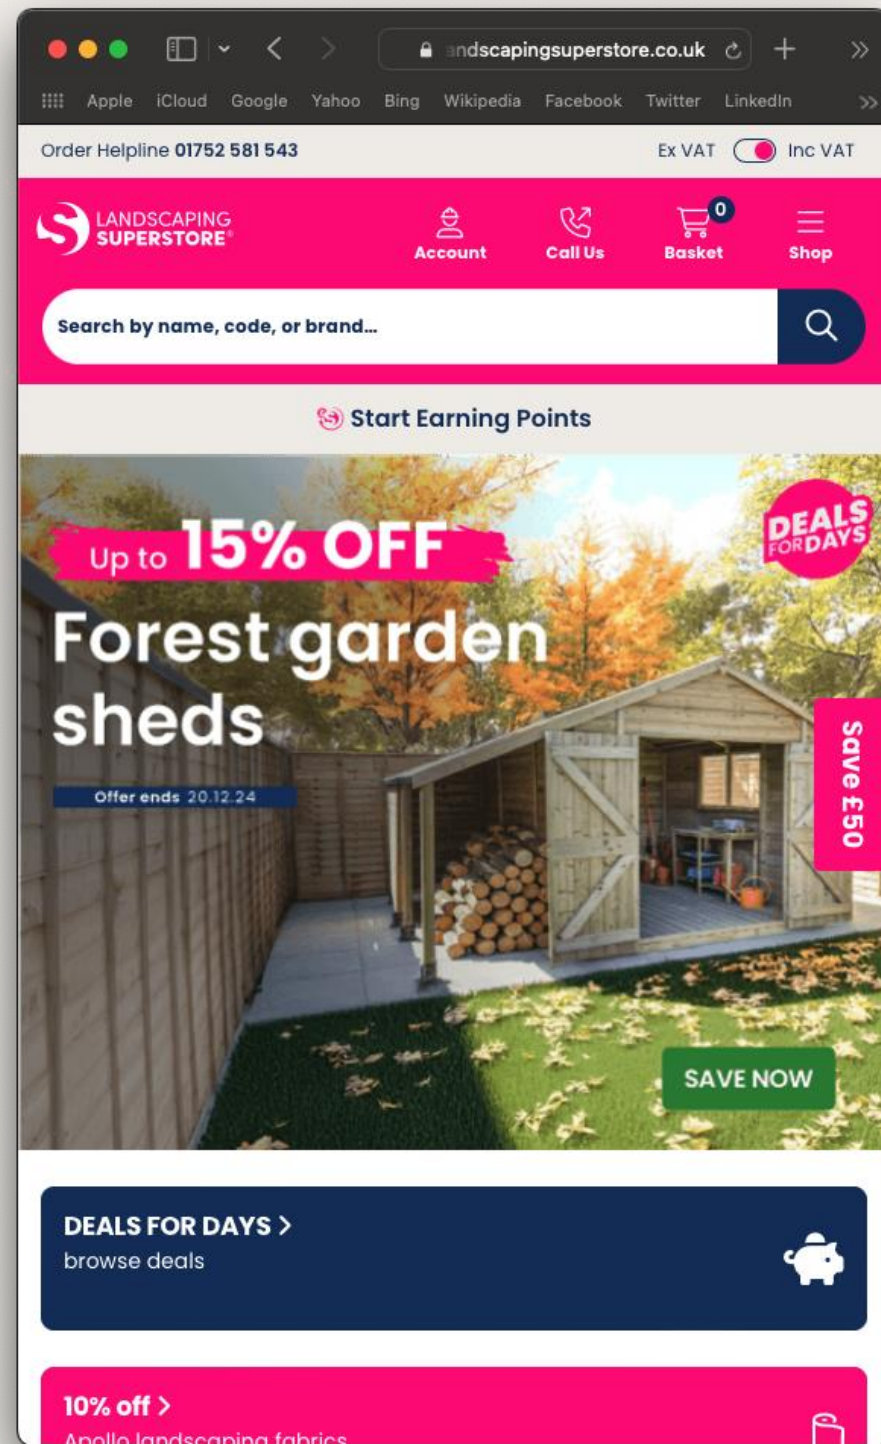 andscapingsuperstore.co.uk
Apple iCloud Google Yahoo Bing Wikipedia Facebook Twitter LinkedIn
Order Helpline 01752 581 543 Ex VAT Inc VAT
LANDSCAPING
SUPERSTORE®
0
Account Call Us Basket Shop
Search by name, code, or brand...
Start Earning Points
Up to 15% OFF
DEALS
FOR DAYS
Forest garden
sheds
Offer ends 20.12.24
Save £50
SAVE NOW
DEALS FOR DAYS >
browse deals
10% off >
Apollo landscaping fabrics